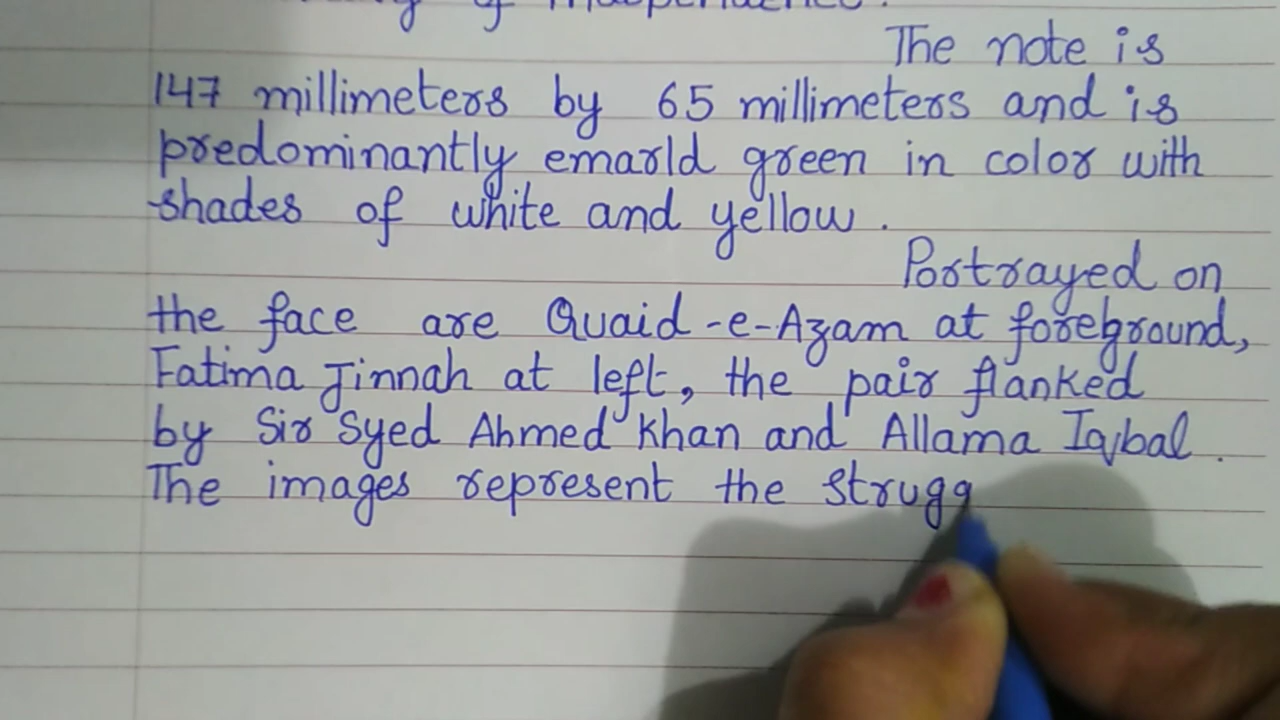 of Independence.
The note is
147 millimeters by 65 millimeters and is
predominantly emarld green in color with
shades of white and yellow.
Portrayed on
the face are Quaid-e-Azam at foreground,
Fatima Jinnah at left, the pair flanked
by Sir Syed Ahmed Khan and Allama Iqbal.
The images represent the strugg